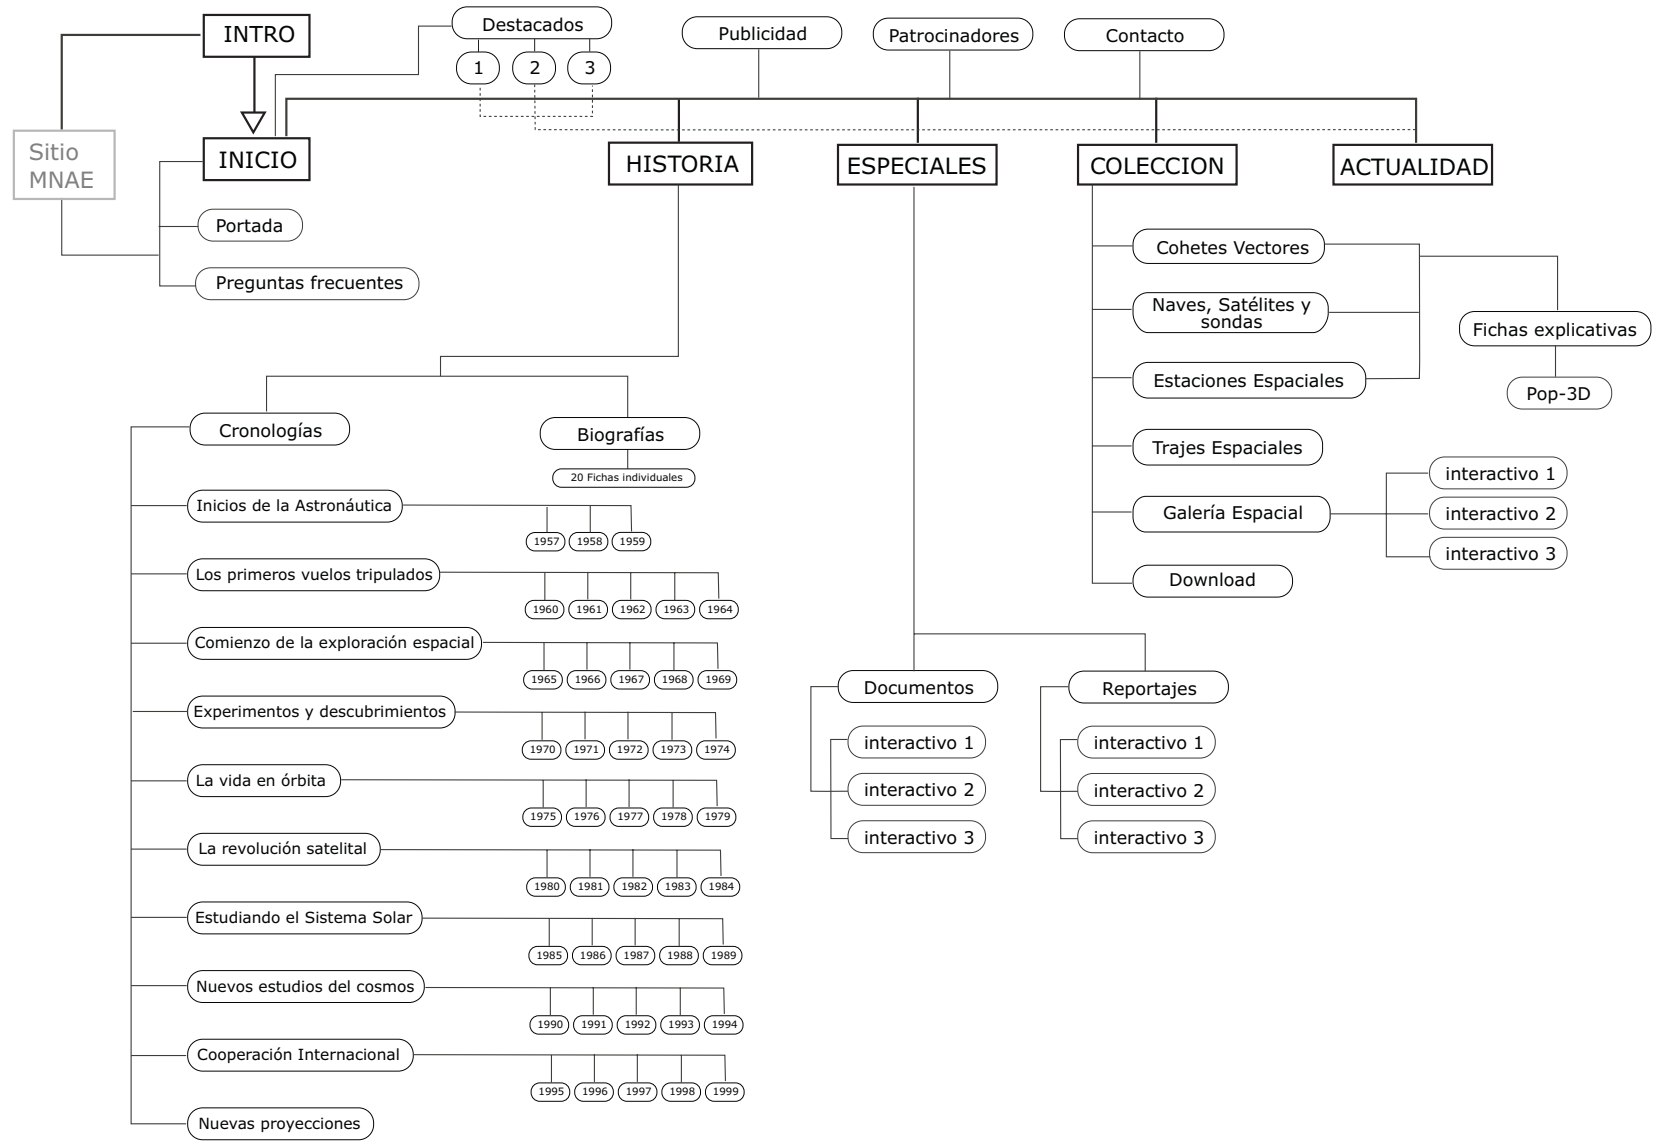 INTRO
Destacados
1
2
3
Publicidad
Patrocinadores
Contacto
Sitio
MNAE
INICIO
HISTORIA
ESPECIALES
COLECCION
ACTUALIDAD
Portada
Preguntas frecuentes
Cronologías
Biografías
20 Fichas individuales
Inicios de la Astronáutica
1957
1958
1959
Los primeros vuelos tripulados
1960
1961
1962
1963
1964
Comienzo de la exploración espacial
1965
1966
1967
1968
1969
Experimentos y descubrimientos
1970
1971
1972
1973
1974
La vida en órbita
1975
1976
1977
1978
1979
La revolución satelital
1980
1981
1982
1983
1984
Estudiando el Sistema Solar
1985
1986
1987
1988
1989
Nuevos estudios del cosmos
1990
1991
1992
1993
1994
Cooperación Internacional
1995
1996
1997
1998
1999
Nuevas proyecciones
Documentos
interactivo 1
interactivo 2
interactivo 3
Reportajes
interactivo 1
interactivo 2
interactivo 3
Cohetes Vectores
Naves, Satélites y
sondas
Estaciones Espaciales
Fichas explicativas
Pop-3D
Trajes Espaciales
Galería Espacial
interactivo 1
interactivo 2
interactivo 3
Download